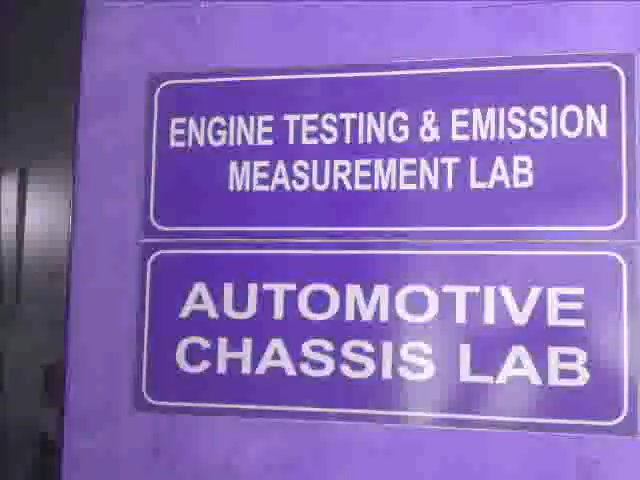 ENGINE TESTING & EMISSION
MEASUREMENT LAB
AUTOMOTIVE
CHASSIS LAB